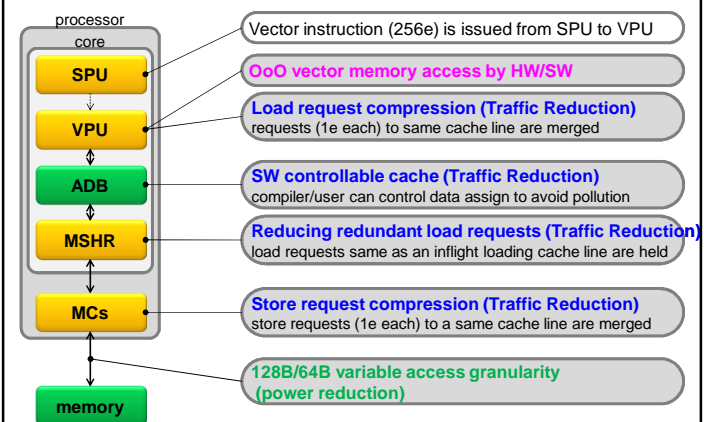 processor
core
SPU
VPU
ADB
MSHR
MCs
memory
Vector instruction (256e) is issued from SPU to VPU
OoO vector memory access by HW/SW
Load request compression (Traffic Reduction)
requests (1e each) to same cache line are merged
SW controllable cache (Traffic Reduction)
compiler/user can control data assign to avoid pollution
Reducing redundant load requests (Traffic Reduction)
load requests same as an inflight loading cache line are held
Store request compression (Traffic Reduction)
store requests (1e each) to a same cache line are merged
128B/64B variable access granularity
(power reduction)